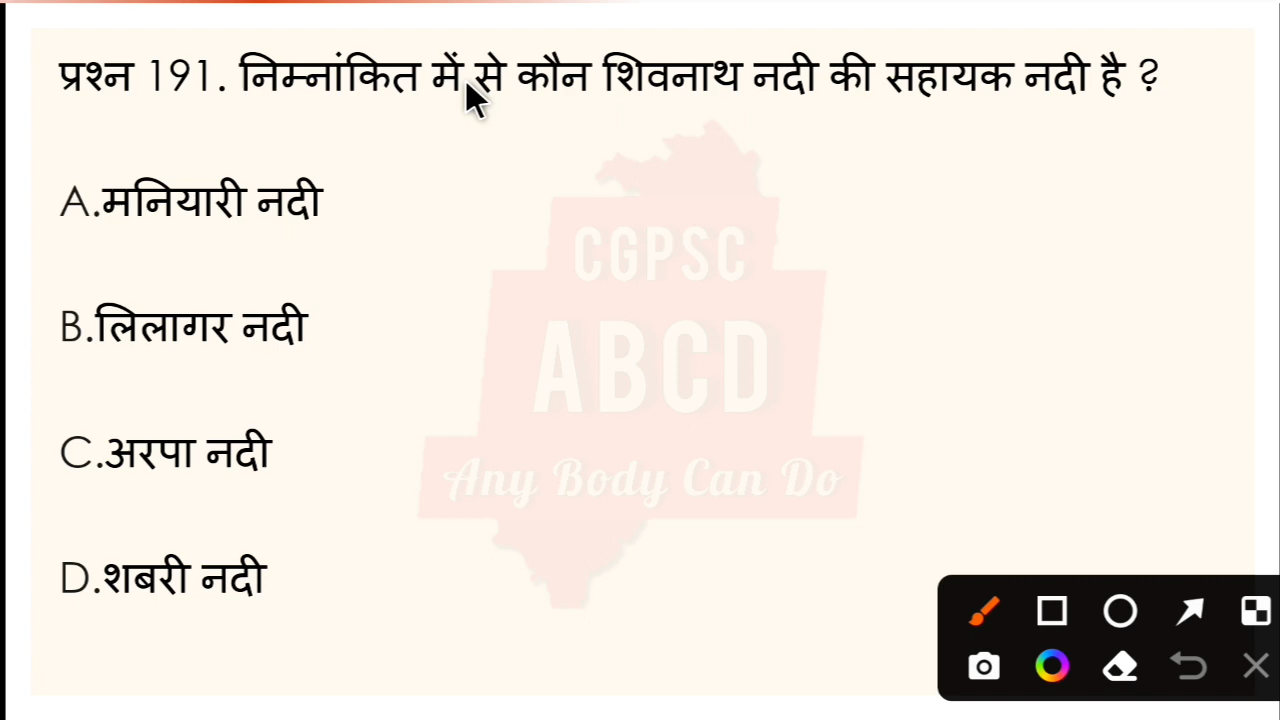 प्रश्न 191. निम्नांकित में से कौन शिवनाथ नदी की सहायक नदी है ?
A.मनियारी नदी
CGPSC
B.लिलागर नदी
ABCD
C.अरपा नदी
Any Body Can Do
D.शबरी नदी